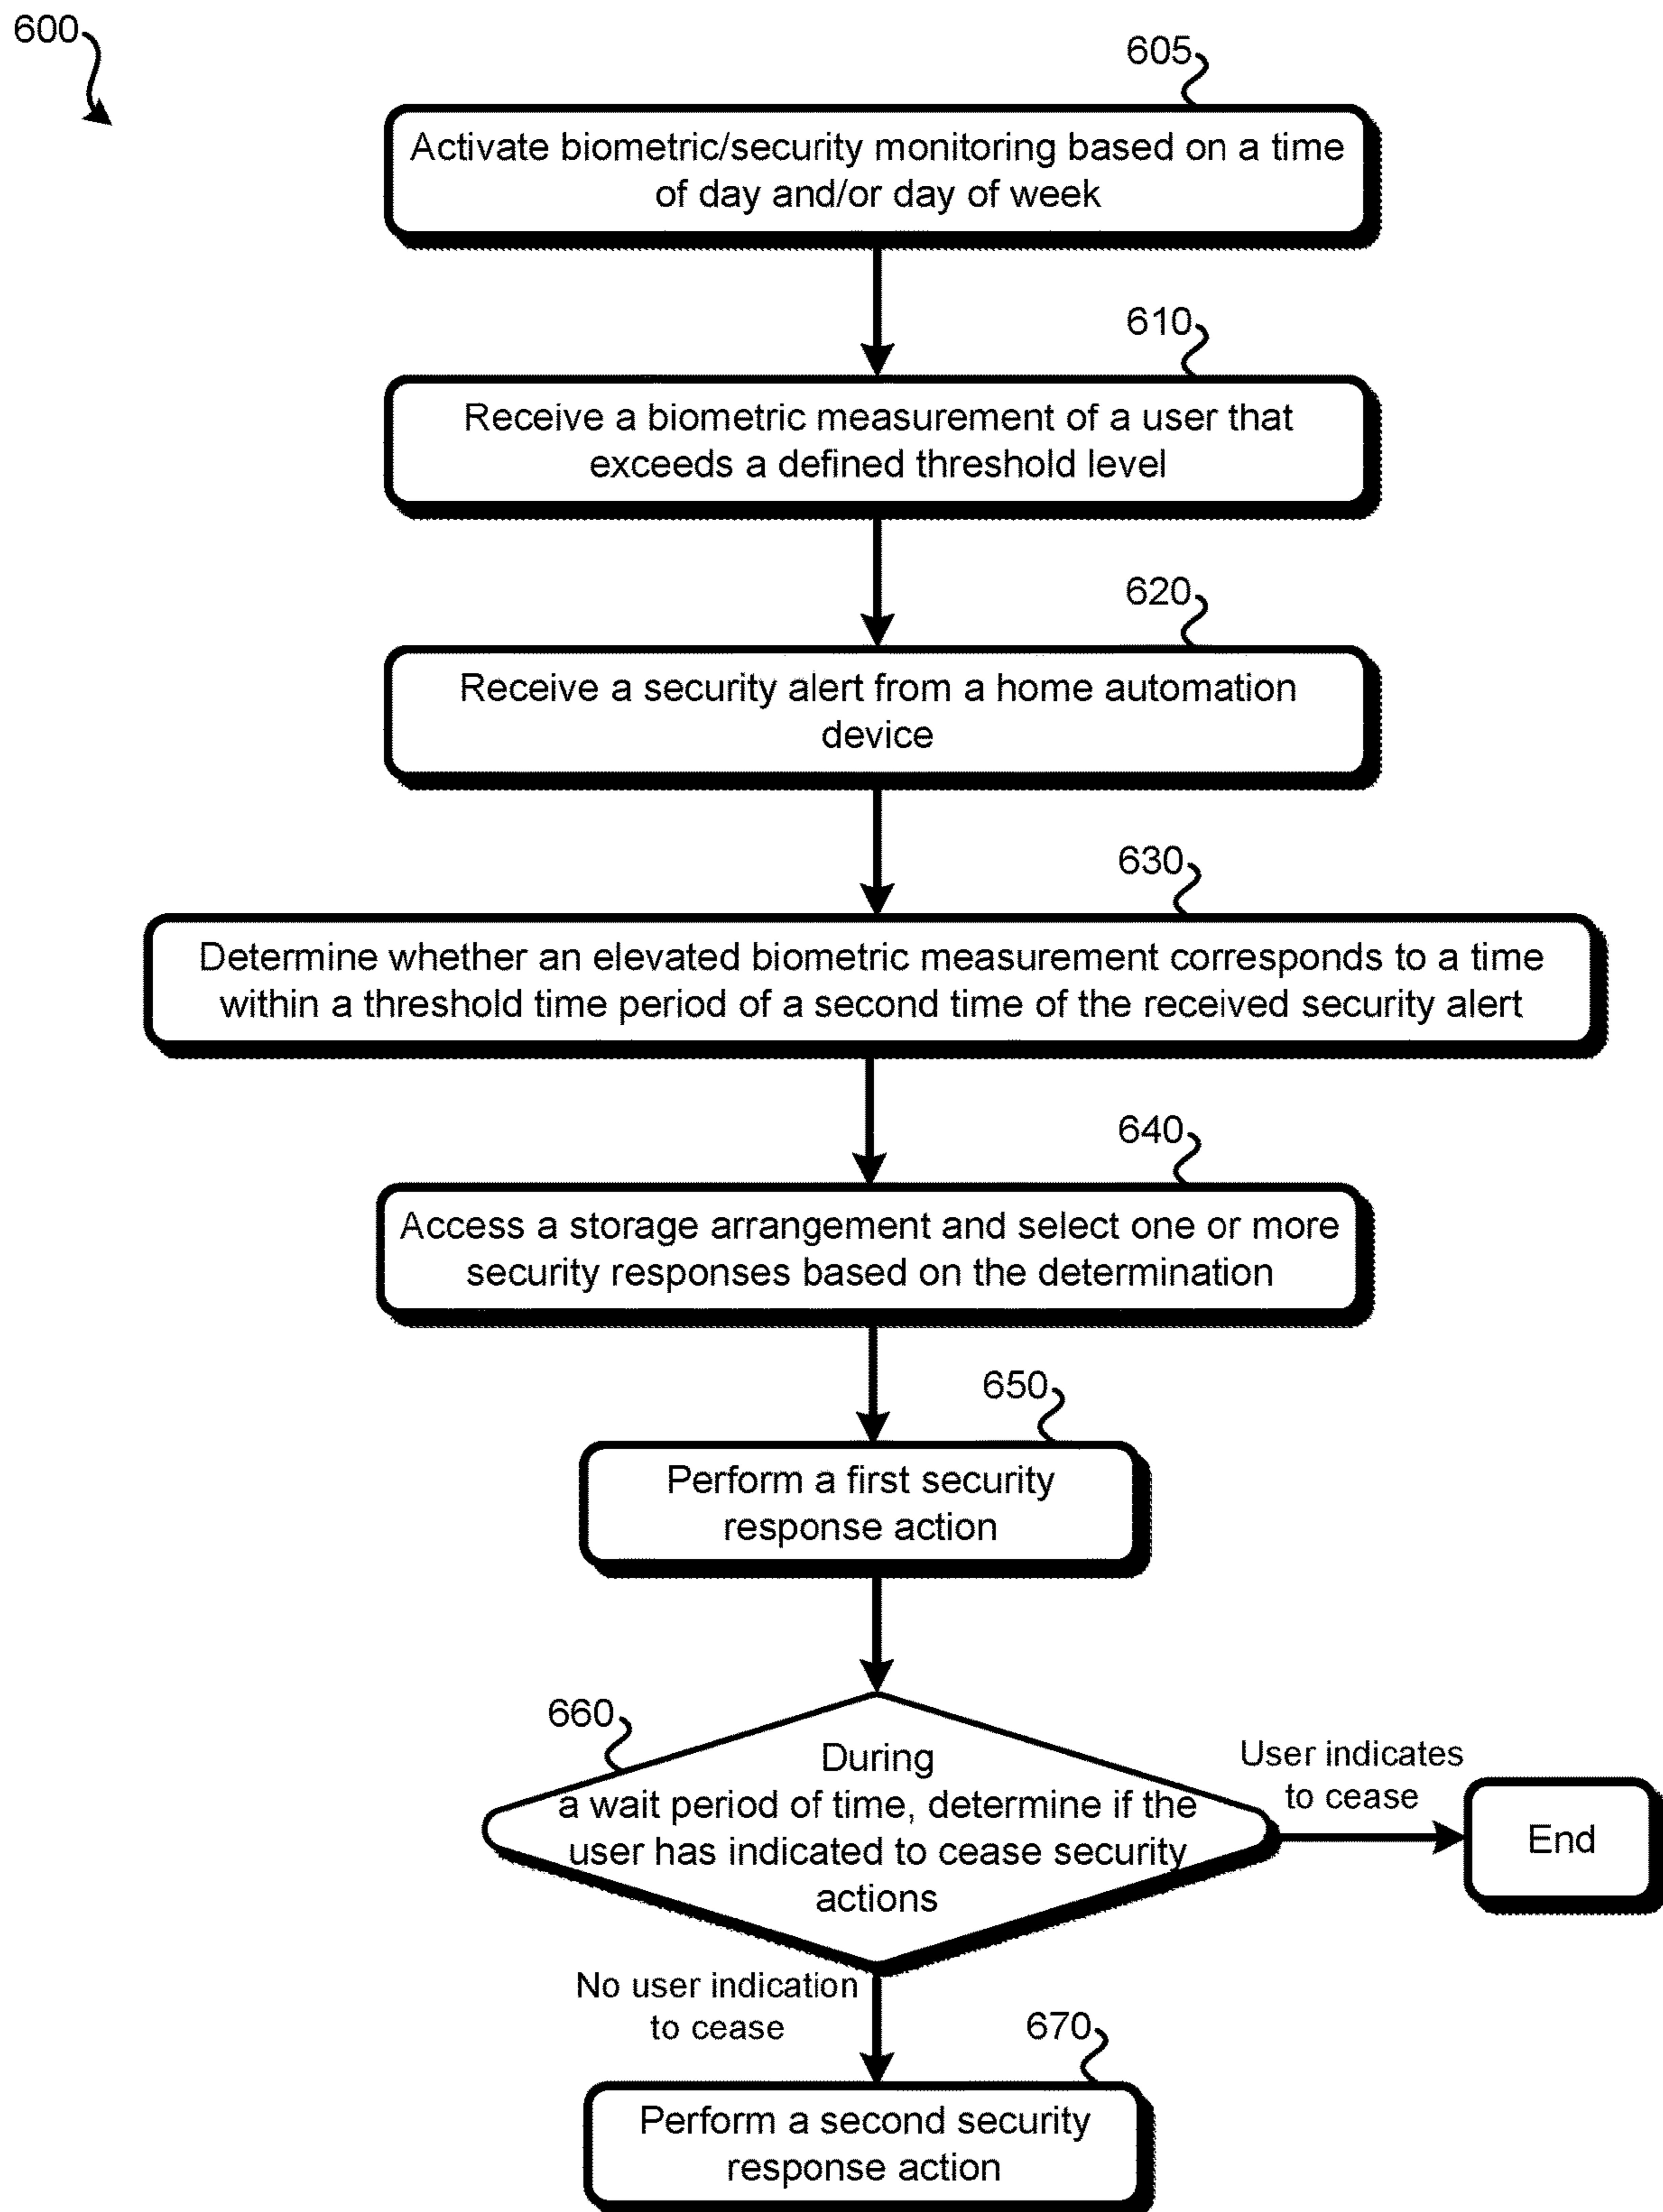 600
605
Activate biometric/security monitoring based on a time
of day and/or day of week
610
Receive a biometric measurement of a user that
exceeds a defined threshold level
620
Receive a security alert from a home automation
device
630
Determine whether an elevated biometric measurement corresponds to a time
within a threshold time period of a second time of the received security alert
640
Access a storage arrangement and select one or more
security responses based on the determination
650
Perform a first security
response action
660
During
a wait period of time, determine if the
user has indicated to cease security
actions
User indicates
to cease
End
No user indication
to cease
670
Perform a second security
response action